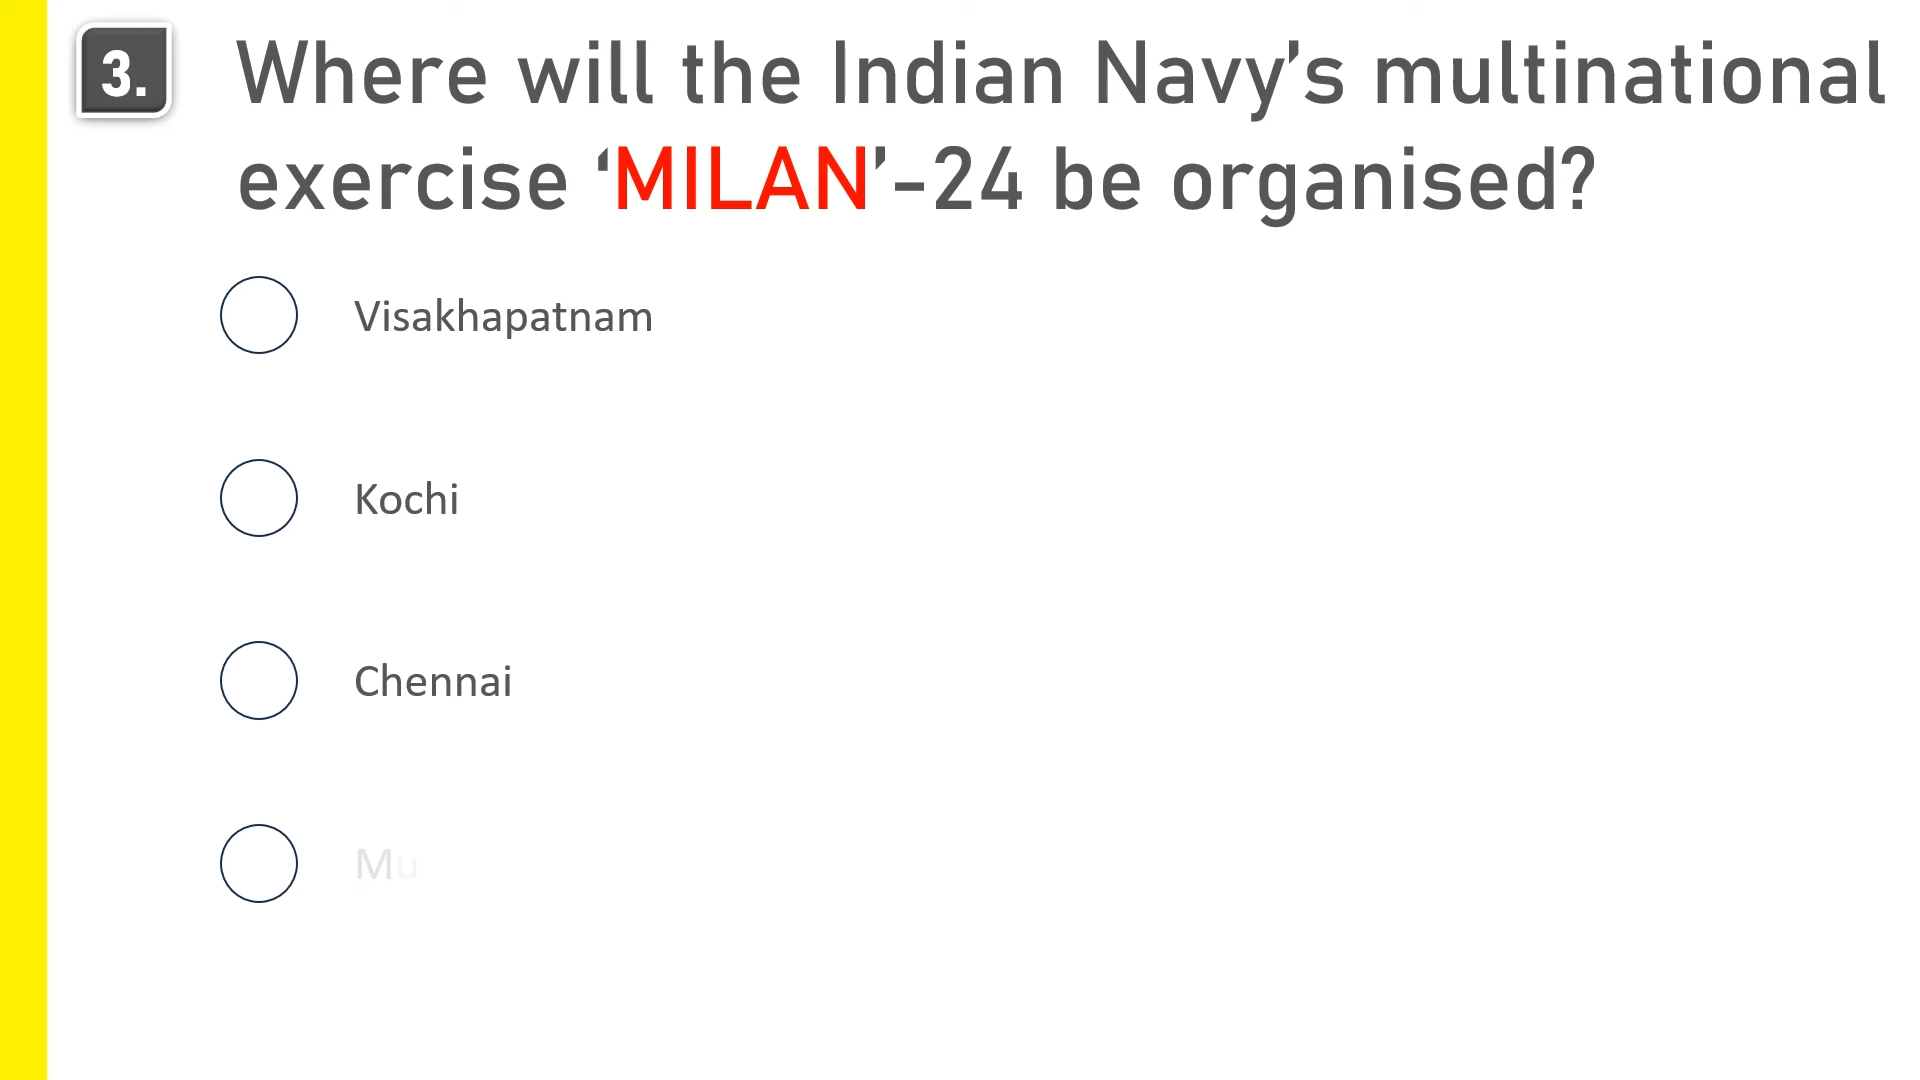 3.
Where will the Indian Navy’s multinational
exercise ‘MILAN’-24 be organised?
Visakhapatnam
Kochi
Chennai
Mu